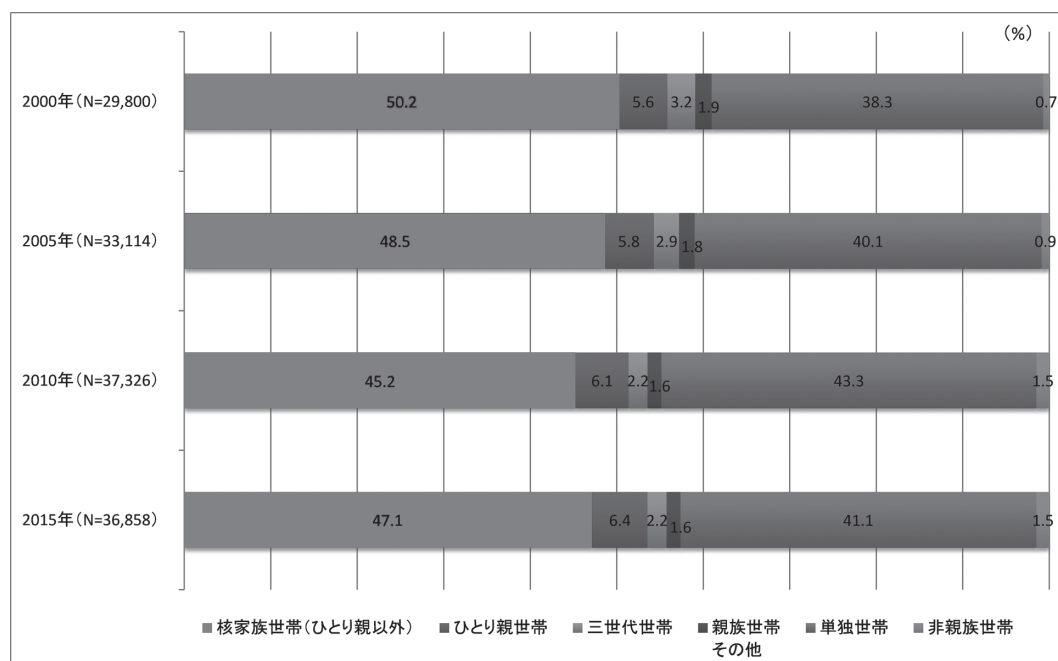 (%)
2000年(N=29,800)
50.2 5.6 3.2 1.9 38.3 0.7
2005年(N=33,114)
48.5 5.8 2.9 1.8 40.1 0.9
2010年(N=37,326)
45.2 6.1 2.2 1.6 43.3 1.5
2015年(N=36,858)
47.1 6.4 2.2 1.6 41.1 1.5
核家族世帯(ひとり親以外) ひとり親世帯 三世代世帯 親族世帯 単独世帯 非親族世帯
その他